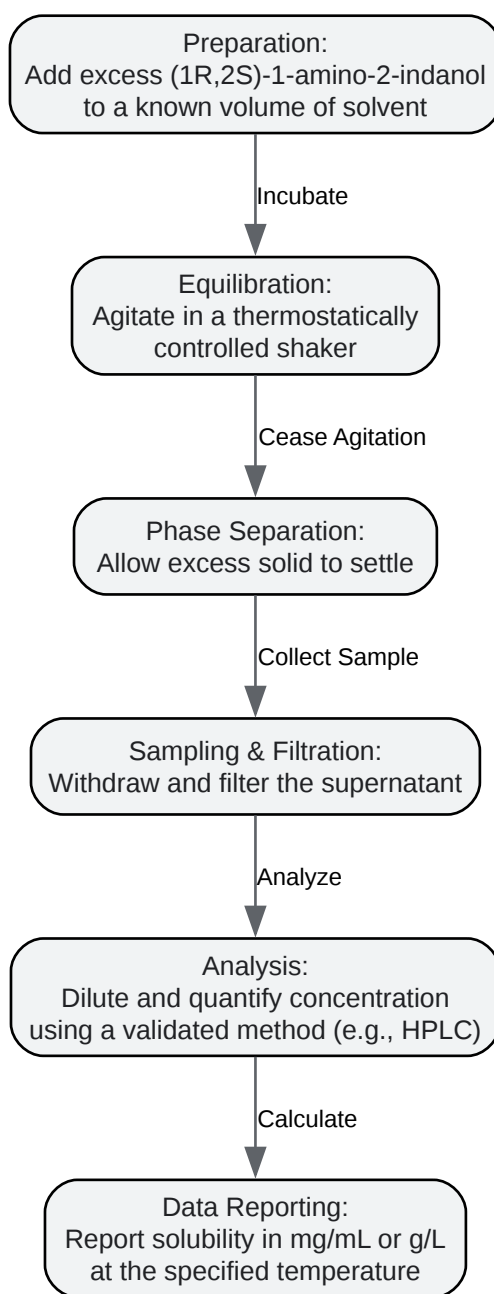 Preparation:
Add excess (1R,2S)-1-amino-2-indanol
to a known volume of solvent
Incubate
Equilibration:
Agitate in a thermostatically
controlled shaker
Cease Agitation
Phase Separation:
Allow excess solid to settle
Collect Sample
Sampling & Filtration:
Withdraw and filter the supernatant
Analyze
Analysis:
Dilute and quantify concentration
using a validated method (e.g., HPLC)
Calculate
Data Reporting:
Report solubility in mg/mL or g/L
at the specified temperature